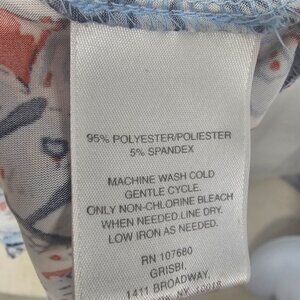 95% POLYESTER/POLIESTER
5% SPANDEX
MACHINE WASH COLD
GENTLE CYCLE.
ONLY NON-CHLORINE BLEACH
WHEN NEEDED.LINE DRY.
LOW IRON AS NEEDED.
RN 107680
GRISBI,
1411 BROADWAY,